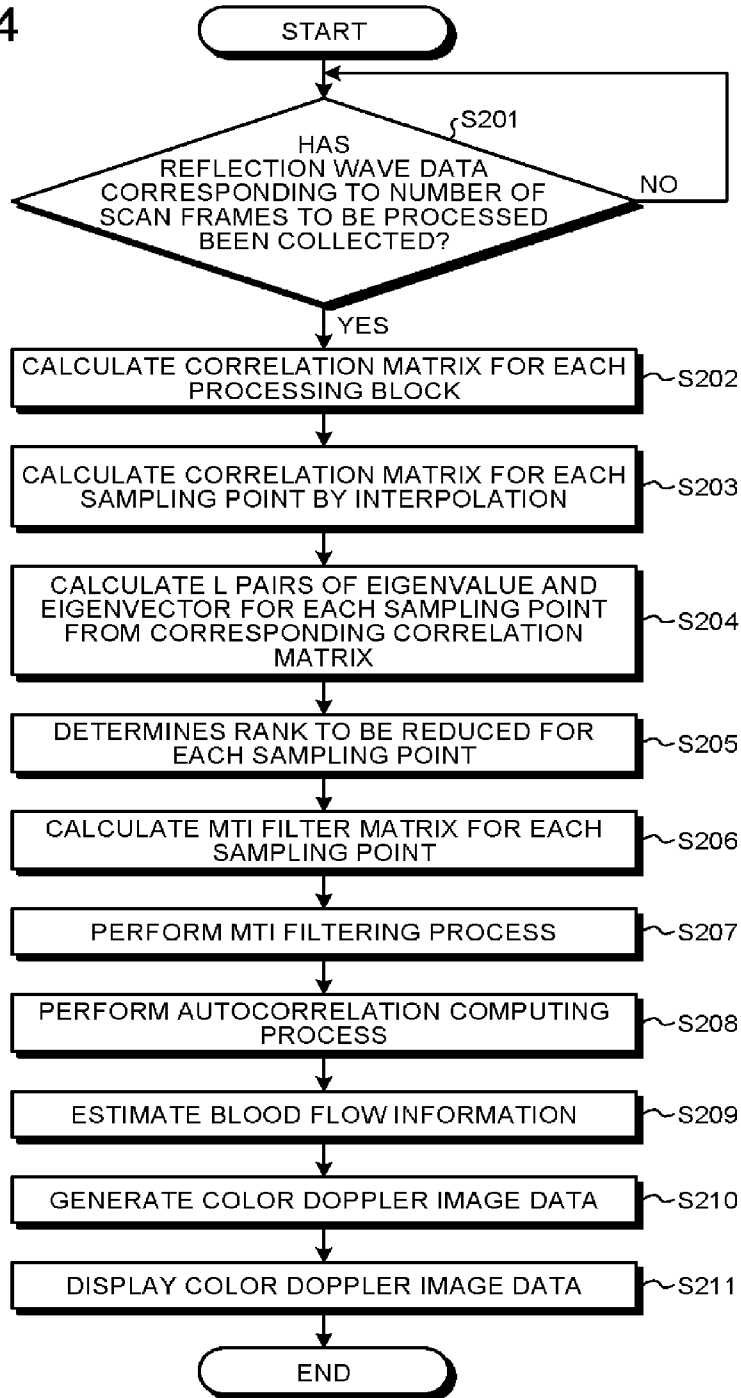 4
START
S201
HAS
REFLECTION WAVE DATA
CORRESPONDING TO NUMBER OF
SCAN FRAMES TO BE PROCESSED
BEEN COLLECTED?
NO
YES
CALCULATE CORRELATION MATRIX FOR EACH
PROCESSING BLOCK
S202
CALCULATE CORRELATION MATRIX FOR EACH
SAMPLING POINT BY INTERPOLATION
S203
CALCULATE L PAIRS OF EIGENVALUE AND
EIGENVECTOR FOR EACH SAMPLING POINT
FROM CORRESPONDING CORRELATION
MATRIX
S204
DETERMINES RANK TO BE REDUCED FOR
EACH SAMPLING POINT
S205
CALCULATE MTI FILTER MATRIX FOR EACH
SAMPLING POINT
S206
PERFORM MTI FILTERING PROCESS
S207
PERFORM AUTOCORRELATION COMPUTING
PROCESS
S208
ESTIMATE BLOOD FLOW INFORMATION
S209
GENERATE COLOR DOPPLER IMAGE DATA
S210
DISPLAY COLOR DOPPLER IMAGE DATA
S211
END